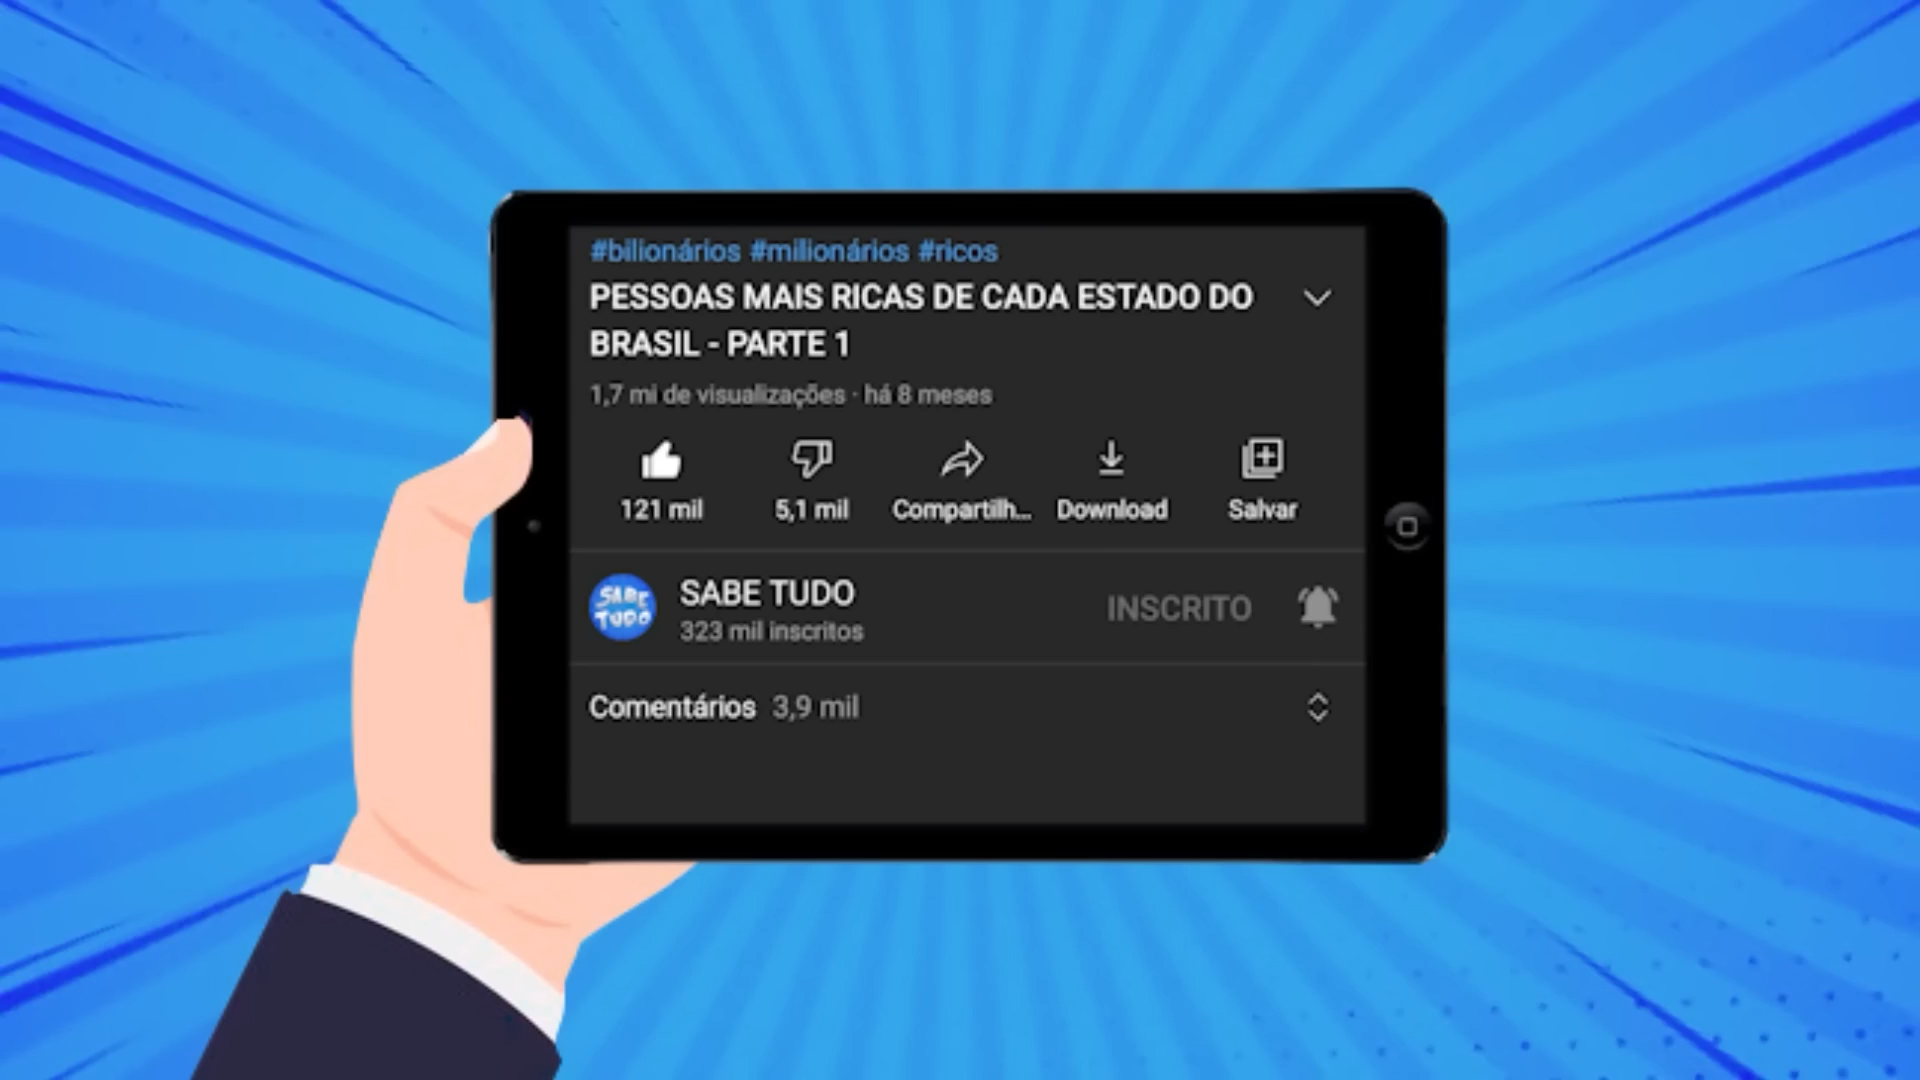 #bilionários #milionários #ricos
PESSOAS MAIS RICAS DE CADA ESTADO DO
BRASIL - PARTE 1
1,7 mi de visualizações · há 8 meses
121 mil
5,1 mil
Compartilh...
Download
Salvar
SABE
TUDO
SABE TUDO
323 mil inscritos
INSCRITO
Comentários 3,9 mil